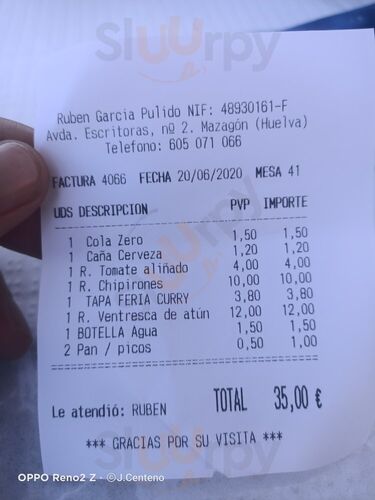 Sluurpy
Ruben Garcia Pulido NIF: 48930161-F
Avda. Escritoras, nº 2. Mazagón (Huelva)
Telefono: 605 071 066
FACTURA 4066 FECHA 20/06/2020 MESA 41
UDS DESCRIPCION PVP IMPORTE
1 Cola Zero 1,50 1,50
1 Caña Cerveza 1,20 1,20
1 R. Tomate aliñado 4,00 4,00
1 R. Chipirones 10,00 10,00
1 TAPA FERIA CURRY 3,80 3,80
1 R. Ventresca de atún 12,00 12,00
1 BOTELLA Agua 1,50 1,50
2 Pan / picos 0,50 1,00
Le atendió: RUBEN TOTAL 35,00 €
*** GRACIAS POR SU VISITA ***
OPPO Reno2 Z - ©J.Centeno